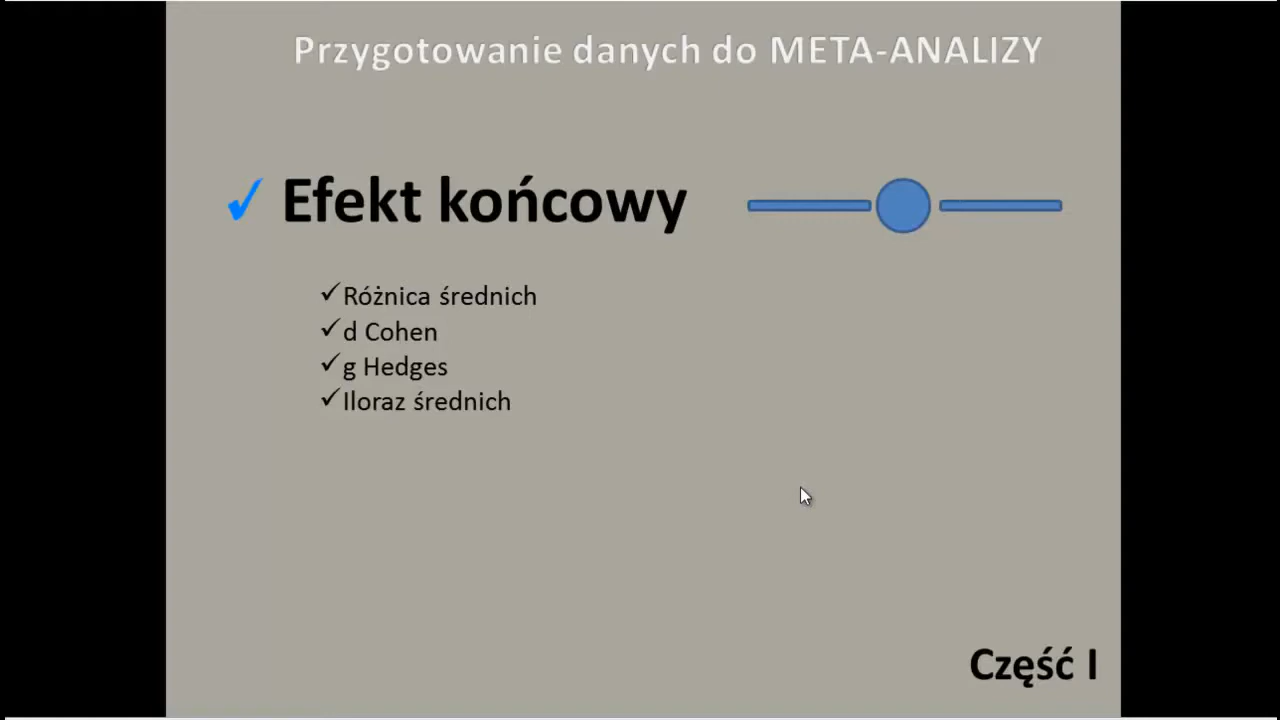 Przygotowanie danych do META-ANALIZY
Efekt końcowy
Różnica średnich
d Cohen
g Hedges
Iloraz średnich
Część I